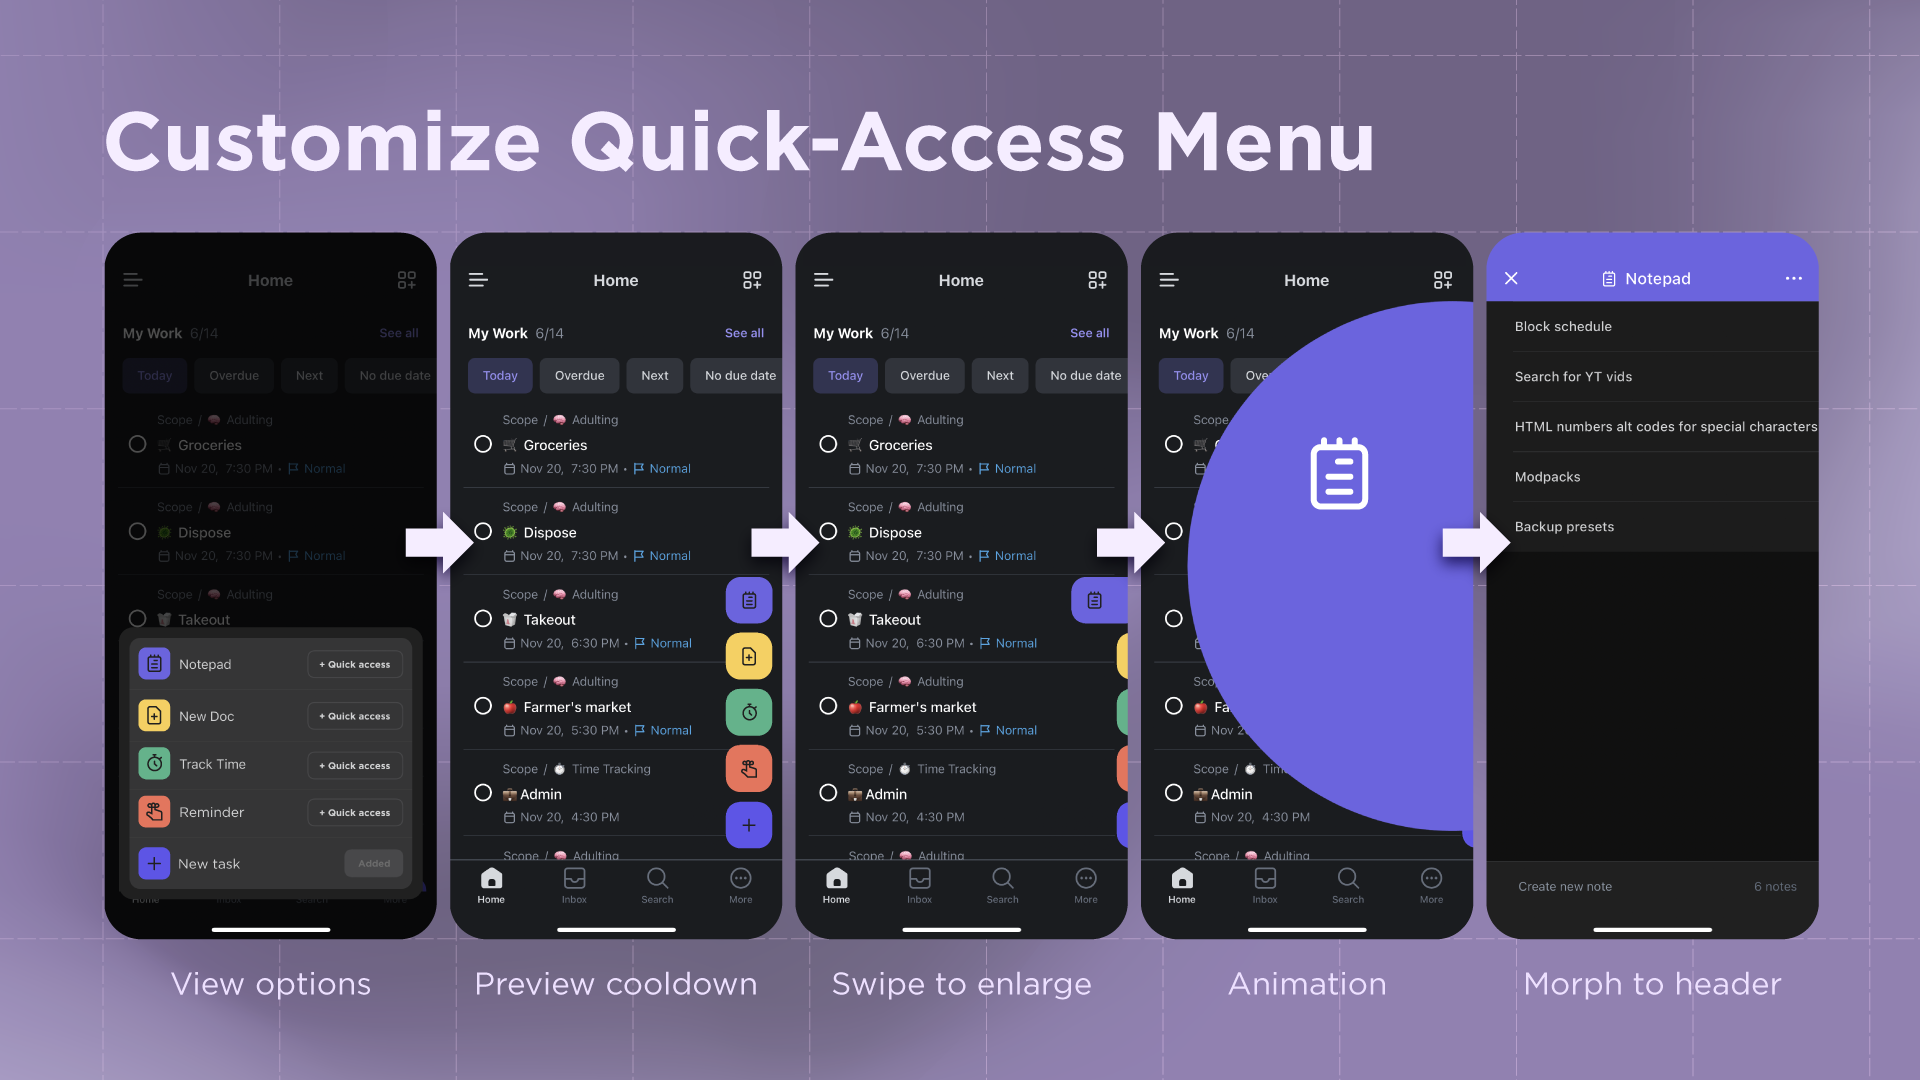 Customize Quick-Access Menu
Home
My Work 6/14
See all
Today
Overdue
Next
No due date
Scope / Adulting
Groceries
Nov 20, 7:30 PM • Normal
Scope / Adulting
Dispose
Nov 20, 7:30 PM • Normal
Scope / Adulting
Takeout
Notepad
+ Quick access
New Doc
+ Quick access
Track Time
+ Quick access
Reminder
+ Quick access
New task
Added
Home
Inbox
Search
More
View options
Home
My Work 6/14
See all
Today
Overdue
Next
No due date
Scope / Adulting
Groceries
Nov 20, 7:30 PM • Normal
Scope / Adulting
Dispose
Nov 20, 7:30 PM • Normal
Scope / Adulting
Takeout
Nov 20, 6:30 PM • Normal
Scope / Adulting
Farmer's market
Nov 20, 5:30 PM • Normal
Scope / Time Tracking
Admin
Nov 20, 4:30 PM
Scope / Adulting
Home
Inbox
Search
More
Preview cooldown
Home
My Work 6/14
See all
Today
Overdue
Next
No due date
Scope / Adulting
Groceries
Nov 20, 7:30 PM • Normal
Scope / Adulting
Dispose
Nov 20, 7:30 PM • Normal
Scope / Adulting
Takeout
Nov 20, 6:30 PM • Normal
Scope / Adulting
Farmer's market
Nov 20, 5:30 PM • Normal
Scope / Time Tracking
Admin
Nov 20, 4:30 PM
Scope / Adulting
Home
Inbox
Search
More
Swipe to enlarge
Home
My Work 6/14
Today
Ove
Scope
G
Sco
Fa
Nov 2
Scope / Tim
Admin
Nov 20, 4:30 PM
Scope / Adulting
Home
Inbox
Search
More
Animation
Notepad
Block schedule
Search for YT vids
HTML numbers alt codes for special characters
Modpacks
Backup presets
Create new note
6 notes
Morph to header